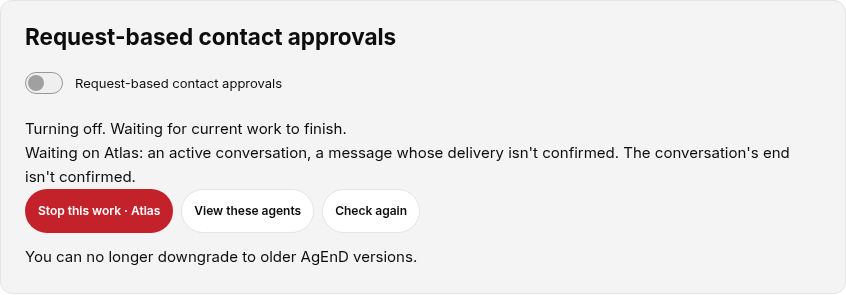 Request-based contact approvals
Request-based contact approvals
Turning off. Waiting for current work to finish.
Waiting on Atlas: an active conversation, a message whose delivery isn't confirmed. The conversation's end
isn't confirmed.
Stop this work · Atlas View these agents Check again
You can no longer downgrade to older AgEnD versions.